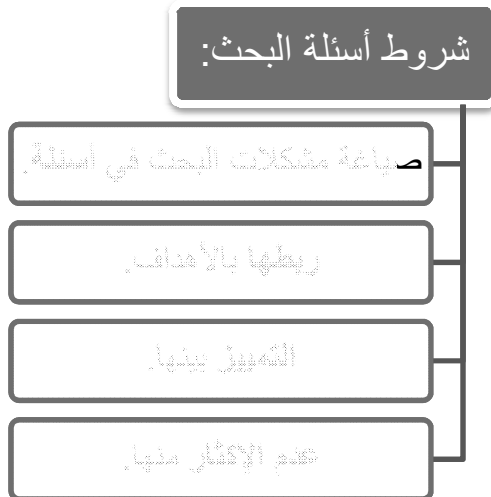 شروط أسئلة البحث:
صياغة مشكلات البحث في أسئلة.
ربطها بالأهداف.
التمييز بينها.
عدم الإكثار منها.